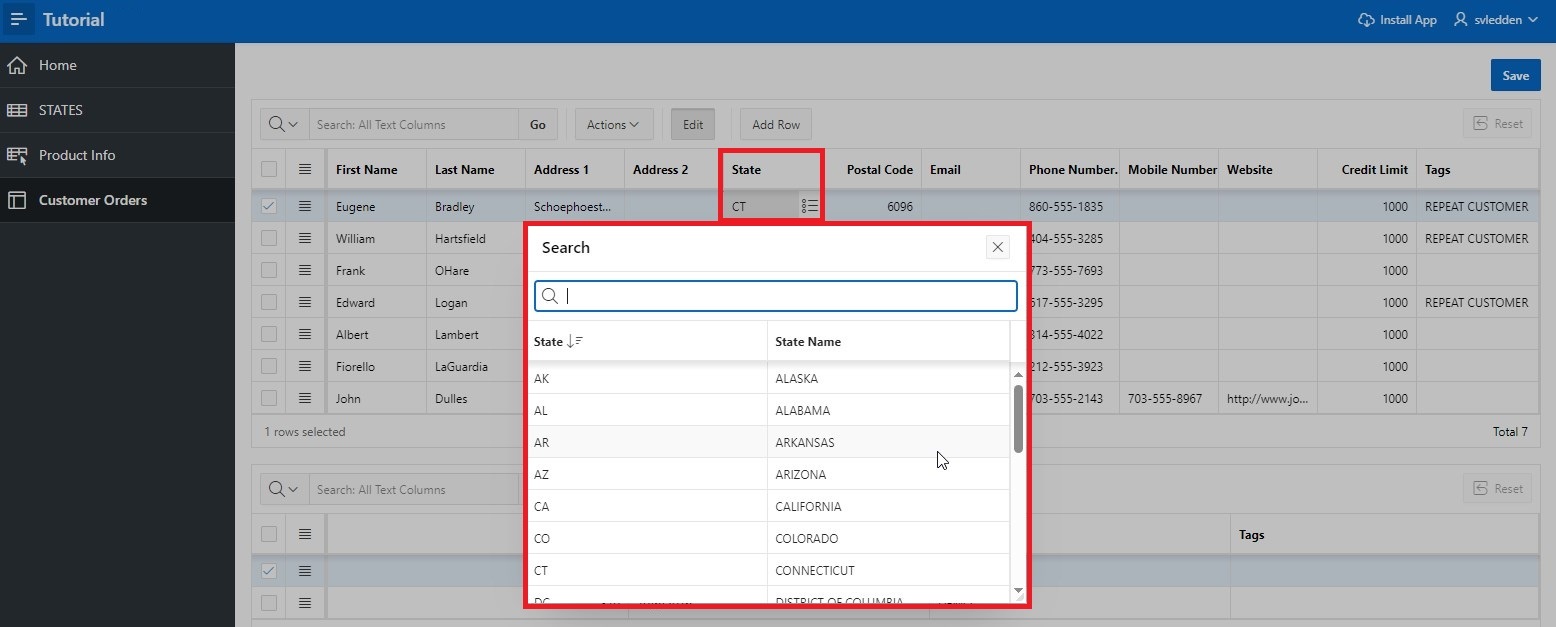 Tutorial Install App svledden
Home
STATES
Product Info
Customer Orders
Save
Search: All Text Columns Go Actions Edit Add Row Reset
First Name Last Name Address 1 Address 2 State Postal Code Email Phone Number. Mobile Number Website Credit Limit Tags
Eugene Bradley Schoephoest... CT 6096 860-555-1835 1000 REPEAT CUSTOMER
William Hartsfield 404-555-3285 1000 REPEAT CUSTOMER
Frank OHare 773-555-7693 1000
Edward Logan 617-555-3295 1000 REPEAT CUSTOMER
Albert Lambert 314-555-4022 1000
Fiorello LaGuardia 212-555-3923 1000
John Dulles 703-555-2143 703-555-8967 http://www.jo... 1000
1 rows selected Total 7
Search
State State Name
AK ALASKA
AL ALABAMA
AR ARKANSAS
AZ ARIZONA
CA CALIFORNIA
CO COLORADO
CT CONNECTICUT
DC DISTRICT OF COLUMBIA
Search: All Text Columns Reset
Tags